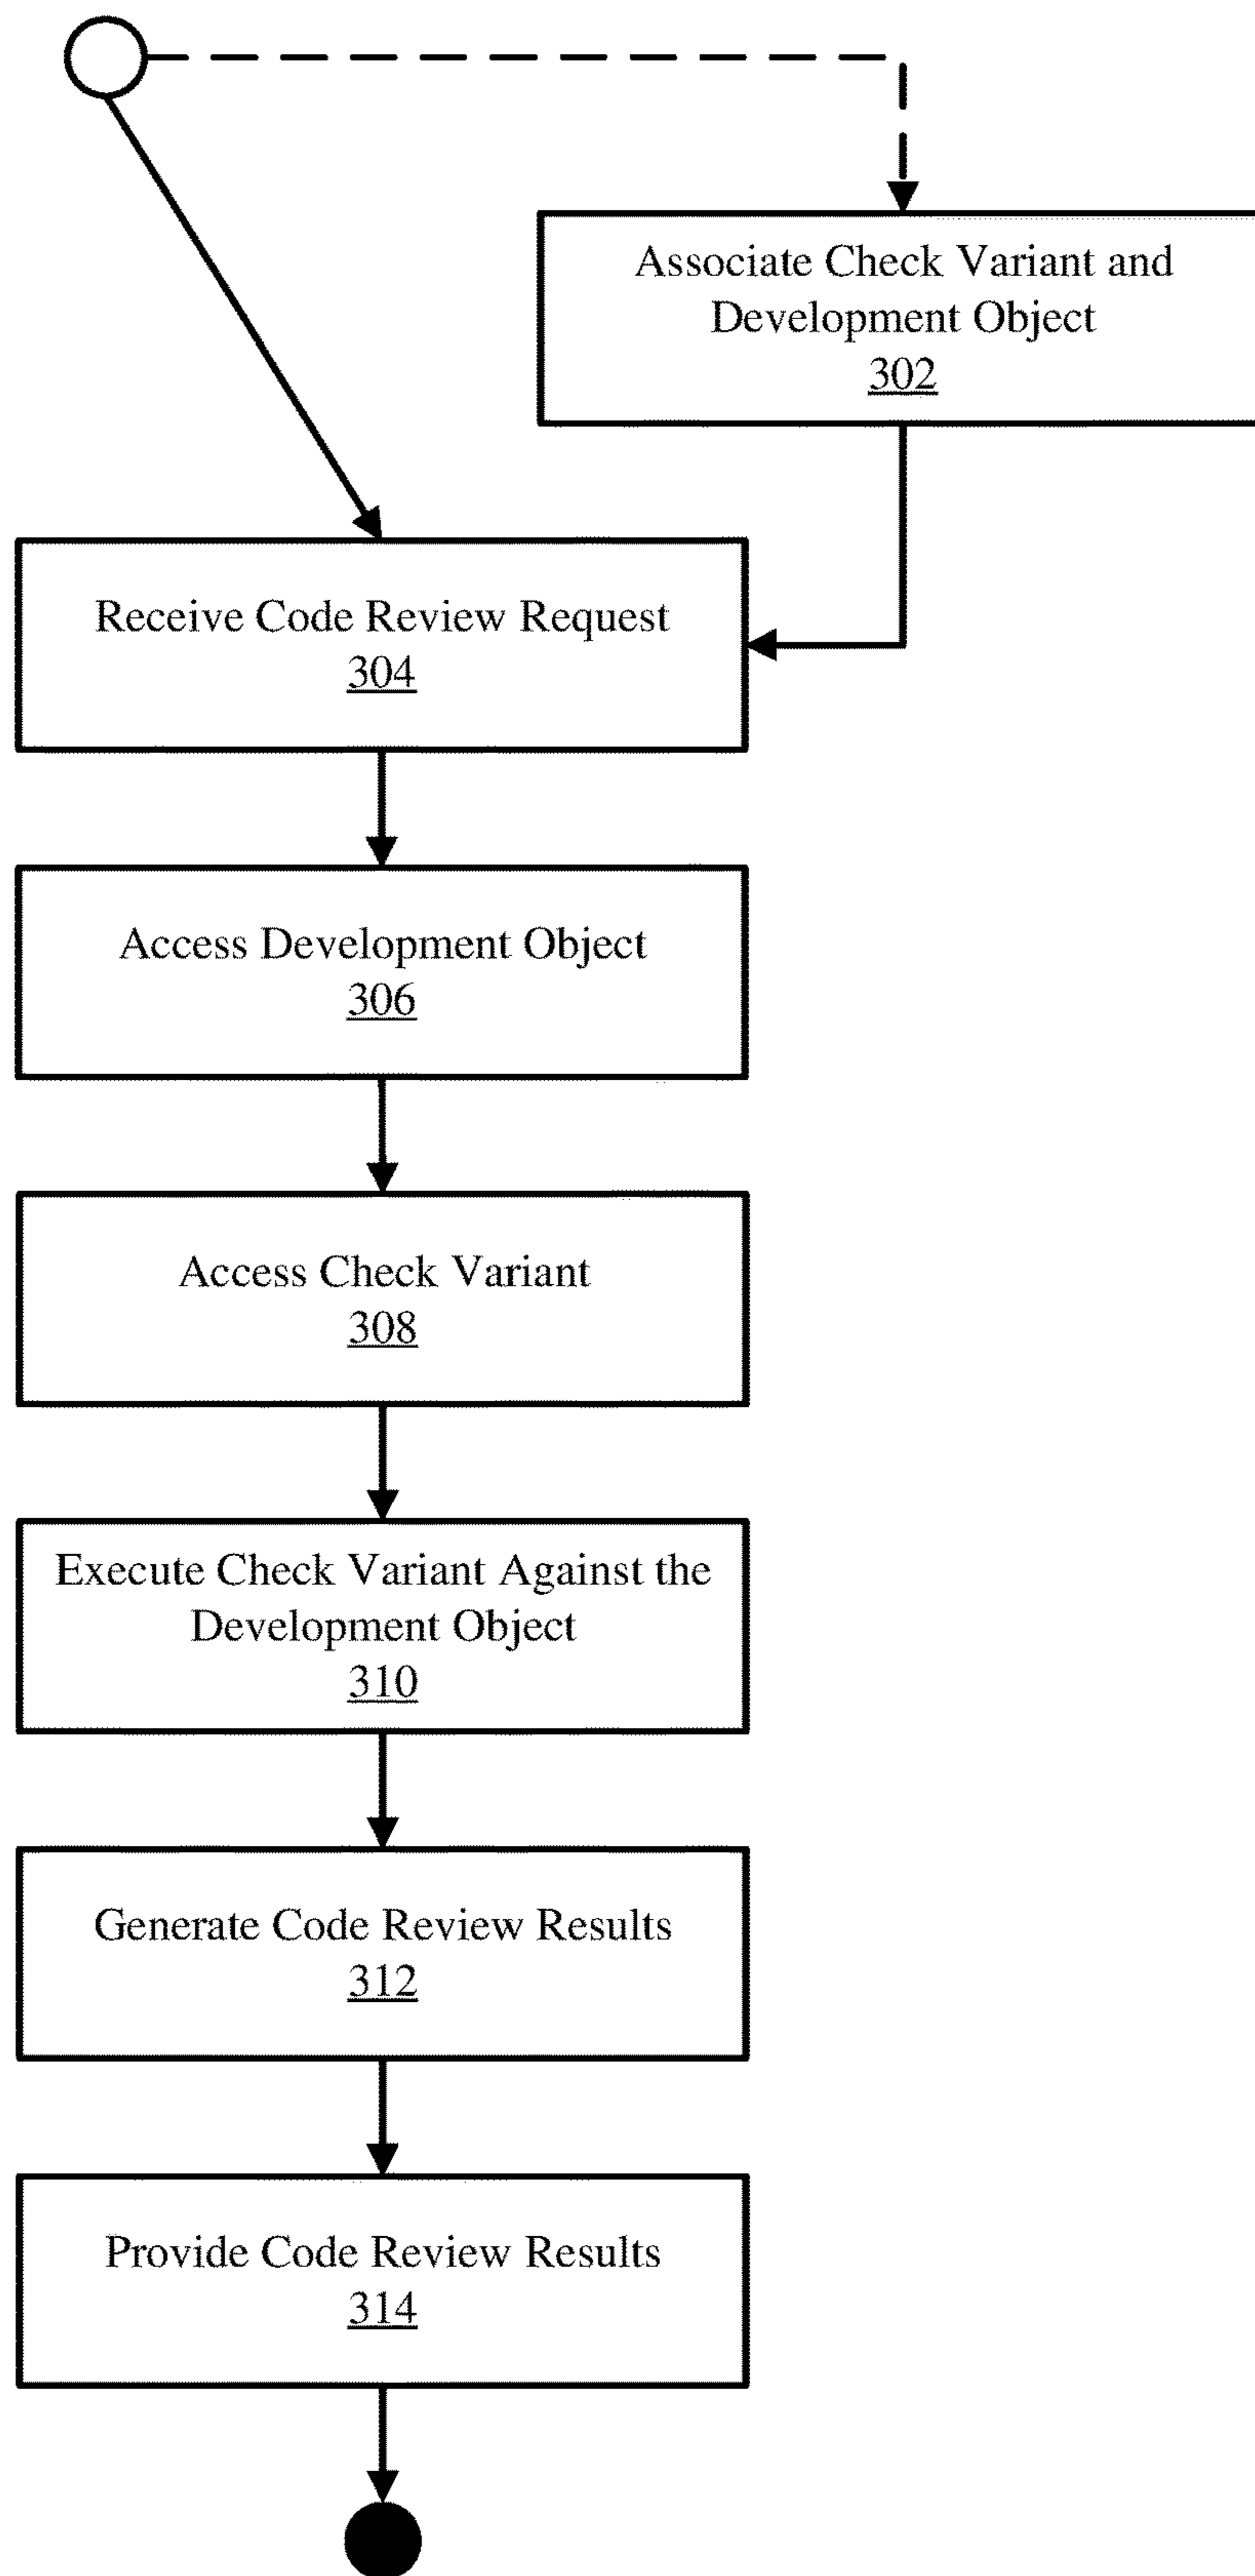 Associate Check Variant and
Development Object
302
Receive Code Review Request
304
Access Development Object
306
Access Check Variant
308
Execute Check Variant Against the
Development Object
310
Generate Code Review Results
312
Provide Code Review Results
314